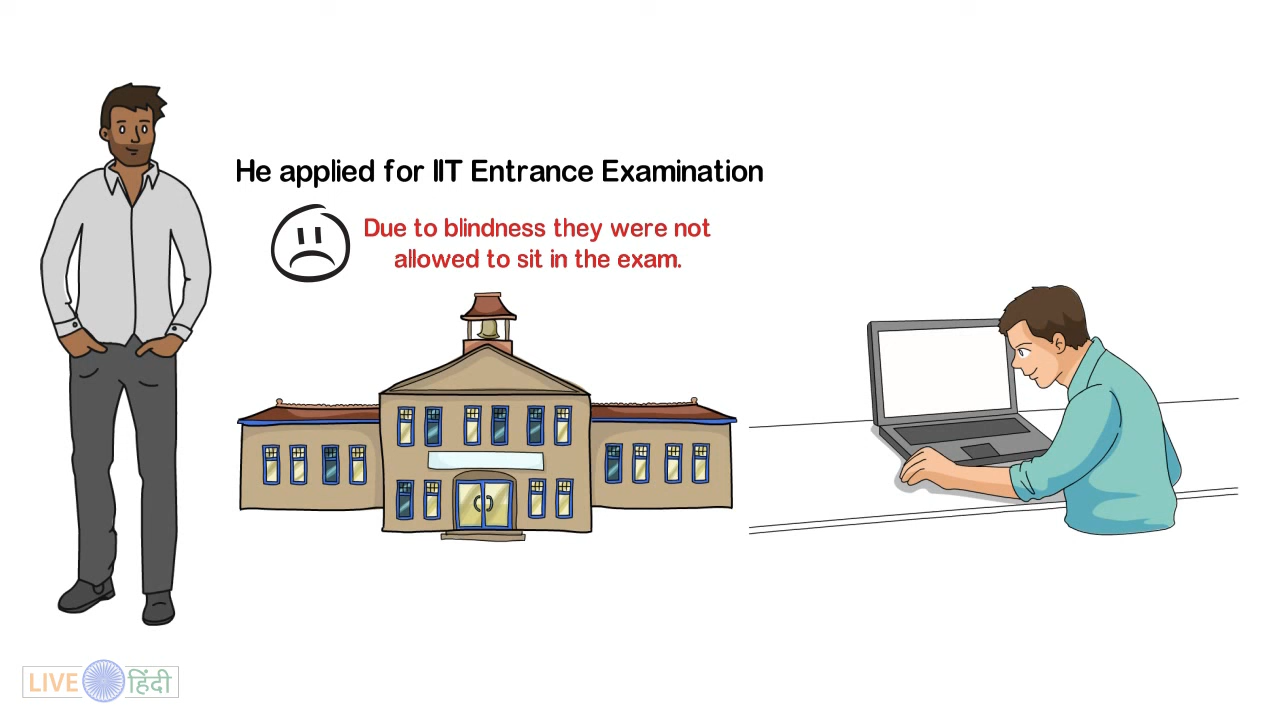 He applied for IIT Entrance Examination
Due to blindness they were not
allowed to sit in the exam.
LIVE हिंदी